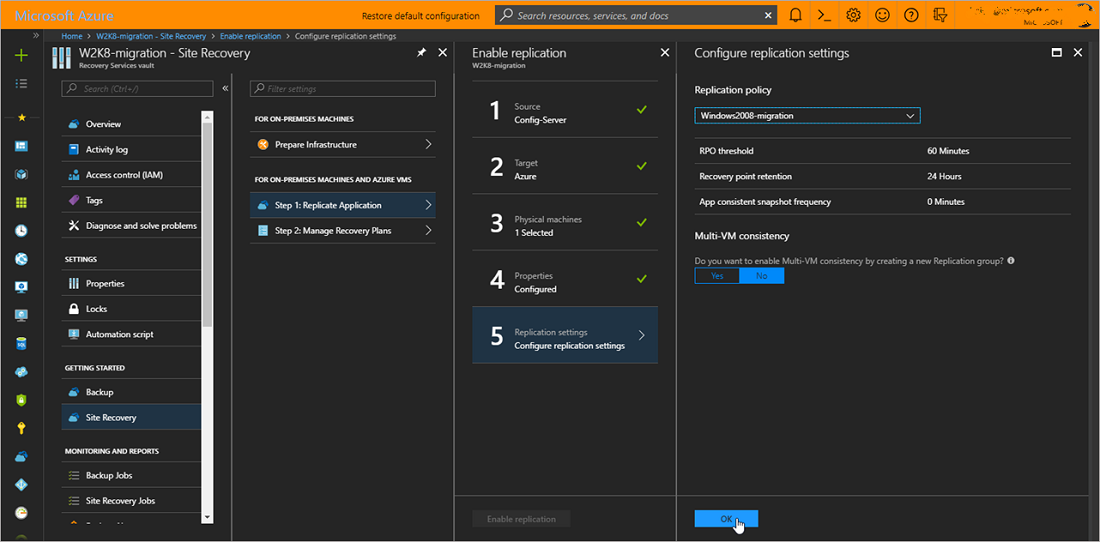 Microsoft Azure
Restore default configuration
Search resources, services, and docs
Home > W2K8-migration - Site Recovery > Enable replication > Configure replication settings
W2K8-migration - Site Recovery
Recovery Services vault
Search (Ctrl+/)
Overview
Activity log
Access control (IAM)
Tags
Diagnose and solve problems
SETTINGS
Properties
Locks
Automation script
GETTING STARTED
Backup
Site Recovery
MONITORING AND REPORTS
Backup Jobs
Site Recovery Jobs
Filter settings
FOR ON-PREMISES MACHINES
Prepare Infrastructure
FOR ON-PREMISES MACHINES AND AZURE VMS
Step 1: Replicate Application
Step 2: Manage Recovery Plans
Enable replication
W2K8-migration
1 Source
Config-Server
2 Target
Azure
3 Physical machines
1 Selected
4 Properties
Configured
5 Replication settings
Configure replication settings
Enable replication
Configure replication settings
Replication policy
Windows2008-migration
RPO threshold 60 Minutes
Recovery point retention 24 Hours
App consistent snapshot frequency 0 Minutes
Multi-VM consistency
Do you want to enable Multi-VM consistency by creating a new Replication group?
Yes No
OK